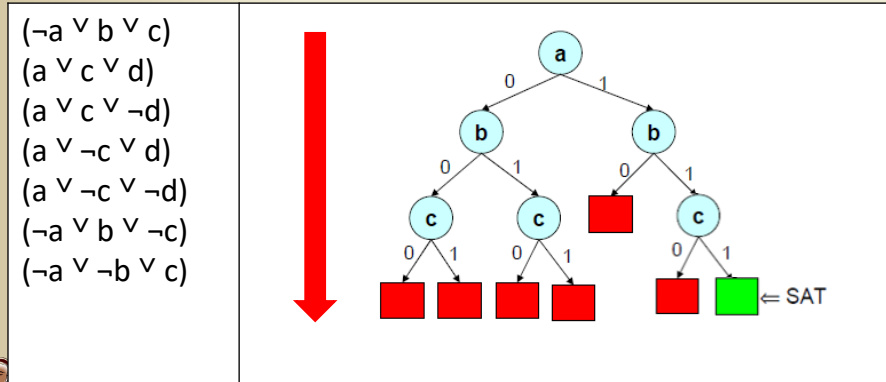 (¬a ˅ b ˅ c)
(a ˅ c ˅ d)
(a ˅ c ˅ ¬d)
(a ˅ ¬c ˅ d)
(a ˅ ¬c ˅ ¬d)
(¬a ˅ b ˅ ¬c)
(¬a ˅ ¬b ˅ c)
a
0 1
b b
0 1 0 1
c c c
0 1 0 1 0 1
⇐ SAT